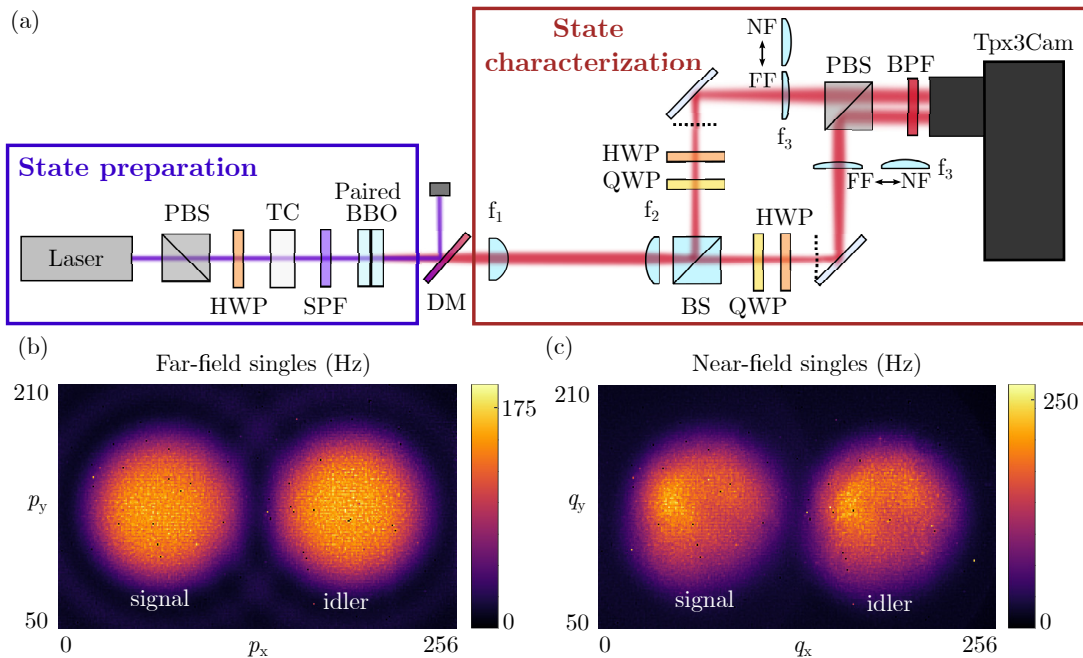 (a)
State preparation
Laser
PBS
HWP
TC
SPF
Paired
BBO
DM
State
characterization
f1
f2
BS
QWP
HWP
HWP
QWP
NF
FF
f3
PBS
BPF
Tpx3Cam
FF
NF
f3
(b)
Far-field singles (Hz)
210
py
50
0
px
256
signal
idler
175
0
(c)
Near-field singles (Hz)
210
qy
50
0
qx
256
signal
idler
250
0